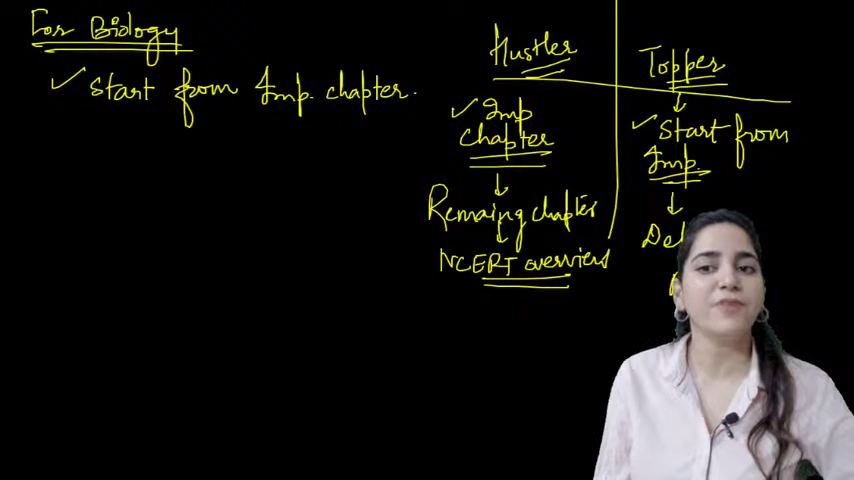 For Biology
✓ Start from Imp. chapter.
Hustler
✓ Imp
chapter
↓
Remaing chapter
↓
NCERT overview
Topper
↓
✓ Start from
Imp.
↓